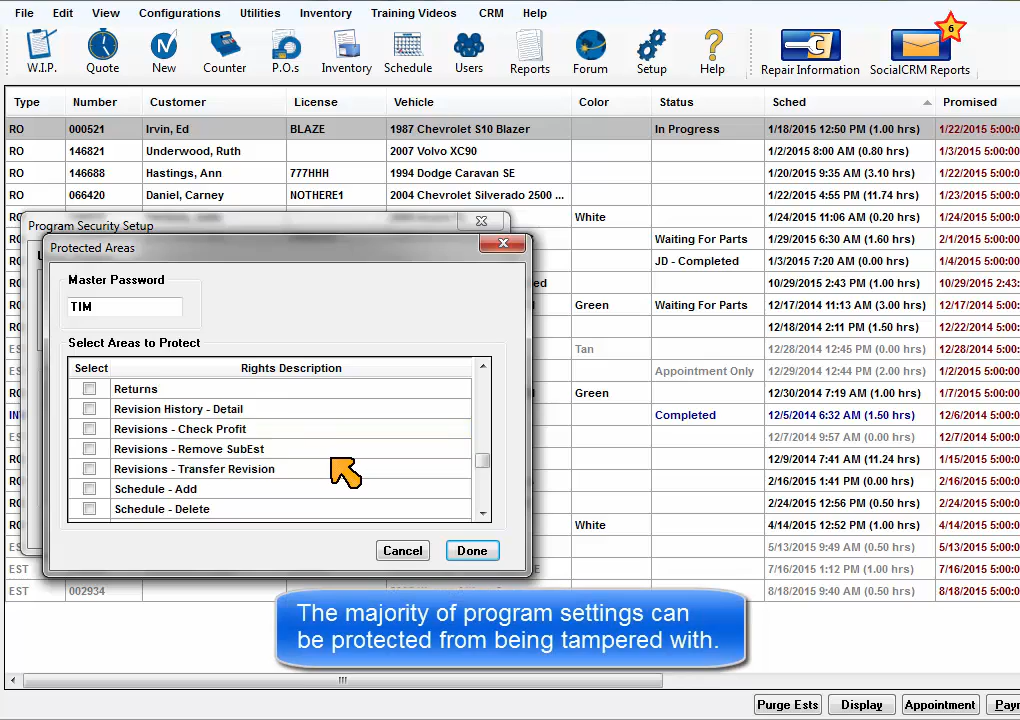 File Edit View Configurations Utilities Inventory Training Videos CRM Help
W.I.P. Quote New Counter P.O.s Inventory Schedule Users Reports Forum Setup Help Repair Information SocialCRM Reports 6
Type Number Customer License Vehicle Color Status Sched Promised
RO 000521 Irvin, Ed BLAZE 1987 Chevrolet S10 Blazer In Progress 1/18/2015 12:50 PM (1.00 hrs) 1/22/2015 5:00:0
RO 146821 Underwood, Ruth 2007 Volvo XC90 1/2/2015 8:00 AM (0.80 hrs) 1/3/2015 5:00:00
RO 146688 Hastings, Ann 777HHH 1994 Dodge Caravan SE 1/20/2015 9:35 AM (3.10 hrs) 1/22/2015 5:00:0
RO 066420 Daniel, Carney NOTHERE1 2004 Chevrolet Silverado 2500 ... 1/22/2015 4:55 PM (11.74 hrs) 1/23/2015 5:00:0
White 1/24/2015 11:06 AM (0.20 hrs) 1/24/2015 5:00:0
Waiting For Parts 1/29/2015 6:30 AM (1.60 hrs) 2/1/2015 5:00:00
JD - Completed 1/3/2015 7:20 AM (0.00 hrs) 1/4/2015 5:00:00
ed 10/29/2015 2:43 PM (1.00 hrs) 10/29/2015 2:43:
Green Waiting For Parts 12/17/2014 11:13 AM (3.00 hrs) 12/17/2014 5:00:
12/18/2014 2:11 PM (1.50 hrs) 12/22/2014 5:00:
Tan 12/28/2014 12:45 PM (0.00 hrs) 12/28/2014 5:00:
Appointment Only 12/29/2014 12:44 PM (2.00 hrs) 1/2/2015 5:00:00
Green 12/30/2014 7:19 AM (1.00 hrs) 1/7/2015 5:00:00
Completed 12/5/2014 6:32 AM (1.50 hrs) 12/6/2014 5:00:0
12/7/2014 9:57 AM (0.00 hrs) 12/7/2014 5:00:0
12/9/2014 7:41 AM (11.24 hrs) 1/15/2015 5:00:0
2/16/2015 1:41 PM (0.00 hrs) 2/16/2015 5:00:0
2/24/2015 12:56 PM (0.50 hrs) 2/24/2015 5:00:0
White 4/14/2015 12:52 PM (1.00 hrs) 4/14/2015 5:00:0
5/13/2015 9:49 AM (0.50 hrs) 5/13/2015 5:00:0
EST 7/16/2015 1:12 PM (1.00 hrs) 7/16/2015 5:00:0
EST 002934 8/18/2015 9:40 AM (0.50 hrs) 8/18/2015 5:00:0
Program Security Setup
Protected Areas
Master Password
TIM
Select Areas to Protect
Select Rights Description
Returns
Revision History - Detail
Revisions - Check Profit
Revisions - Remove SubEst
Revisions - Transfer Revision
Schedule - Add
Schedule - Delete
Cancel Done
The majority of program settings can
be protected from being tampered with.
Purge Ests Display Appointment